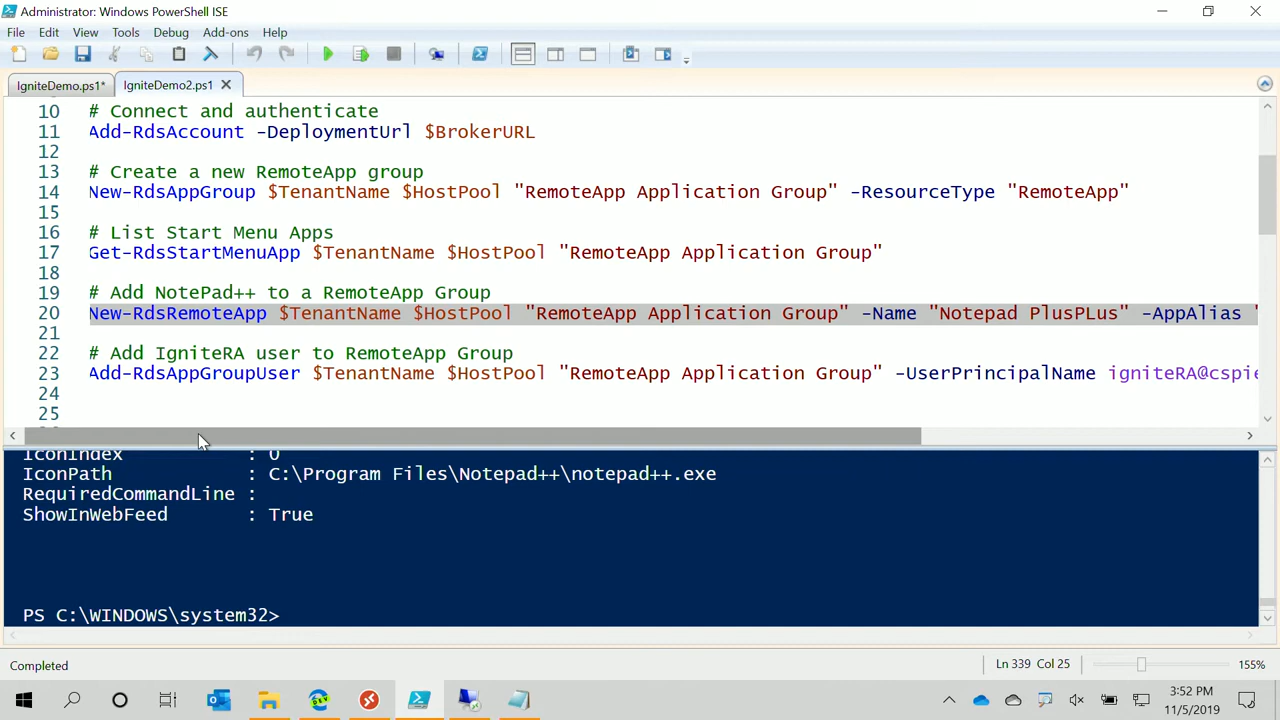 Administrator: Windows PowerShell ISE
File Edit View Tools Debug Add-ons Help
IgniteDemo.ps1* IgniteDemo2.ps1
10 # Connect and authenticate
11 Add-RdsAccount -DeploymentUrl $BrokerURL
12
13 # Create a new RemoteApp group
14 New-RdsAppGroup $TenantName $HostPool "RemoteApp Application Group" -ResourceType "RemoteApp"
15
16 # List Start Menu Apps
17 Get-RdsStartMenuApp $TenantName $HostPool "RemoteApp Application Group"
18
19 # Add NotePad++ to a RemoteApp Group
20 New-RdsRemoteApp $TenantName $HostPool "RemoteApp Application Group" -Name "Notepad PlusPLus" -AppAlias "
21
22 # Add IgniteRA user to RemoteApp Group
23 Add-RdsAppGroupUser $TenantName $HostPool "RemoteApp Application Group" -UserPrincipalName igniteRA@cspie
24
25
IconIndex : 0
IconPath : C:\Program Files\Notepad++\notepad++.exe
RequiredCommandLine :
ShowInWebFeed : True
PS C:\WINDOWS\system32>
Completed
Ln 339 Col 25
155%
3:52 PM
11/5/2019